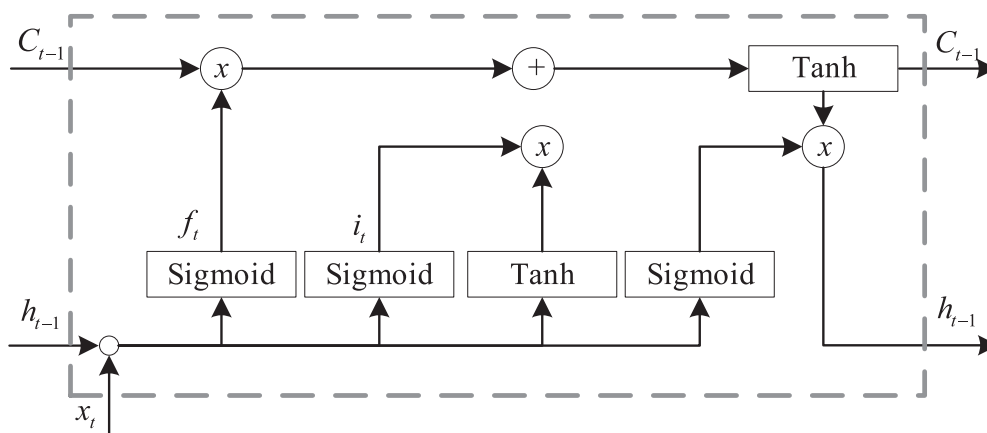 C_{t-1} C_{t-1}
x + Tanh
x x
f_t i_t
Sigmoid Sigmoid Tanh Sigmoid
h_{t-1} h_{t-1}
x_t